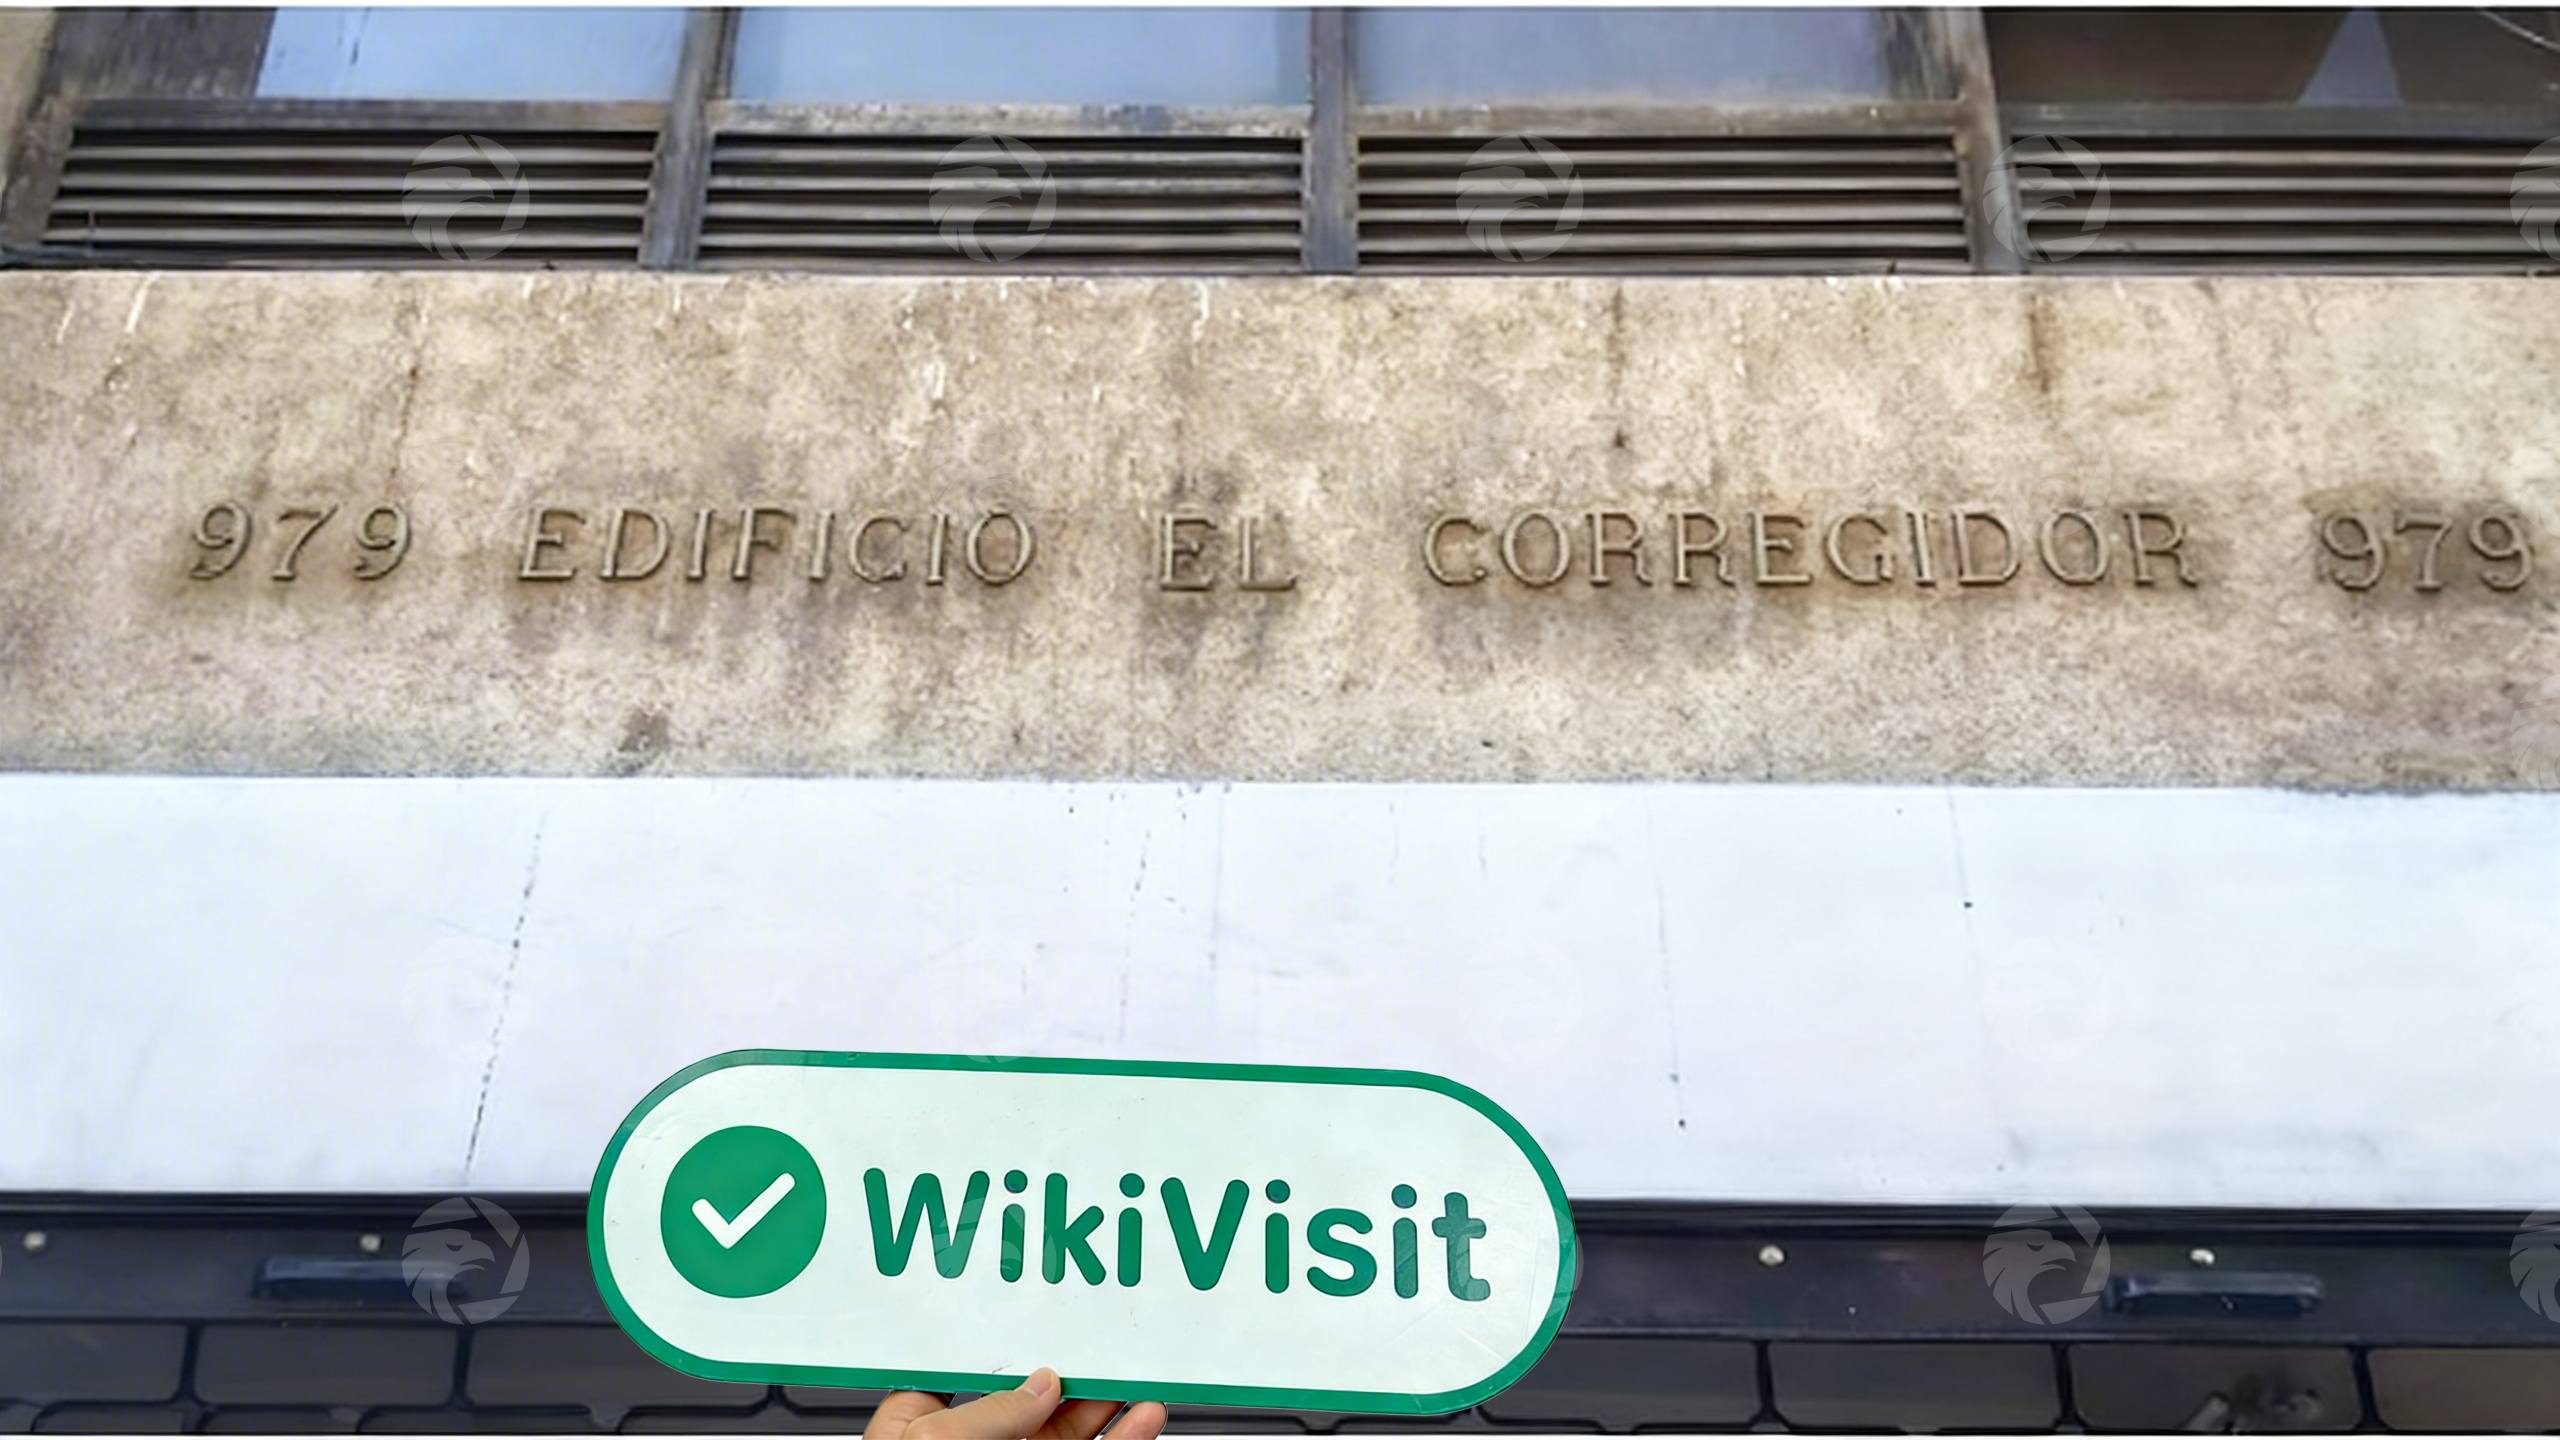 979 EDIFICIO EL CORREGIDOR 979
WikiVisit